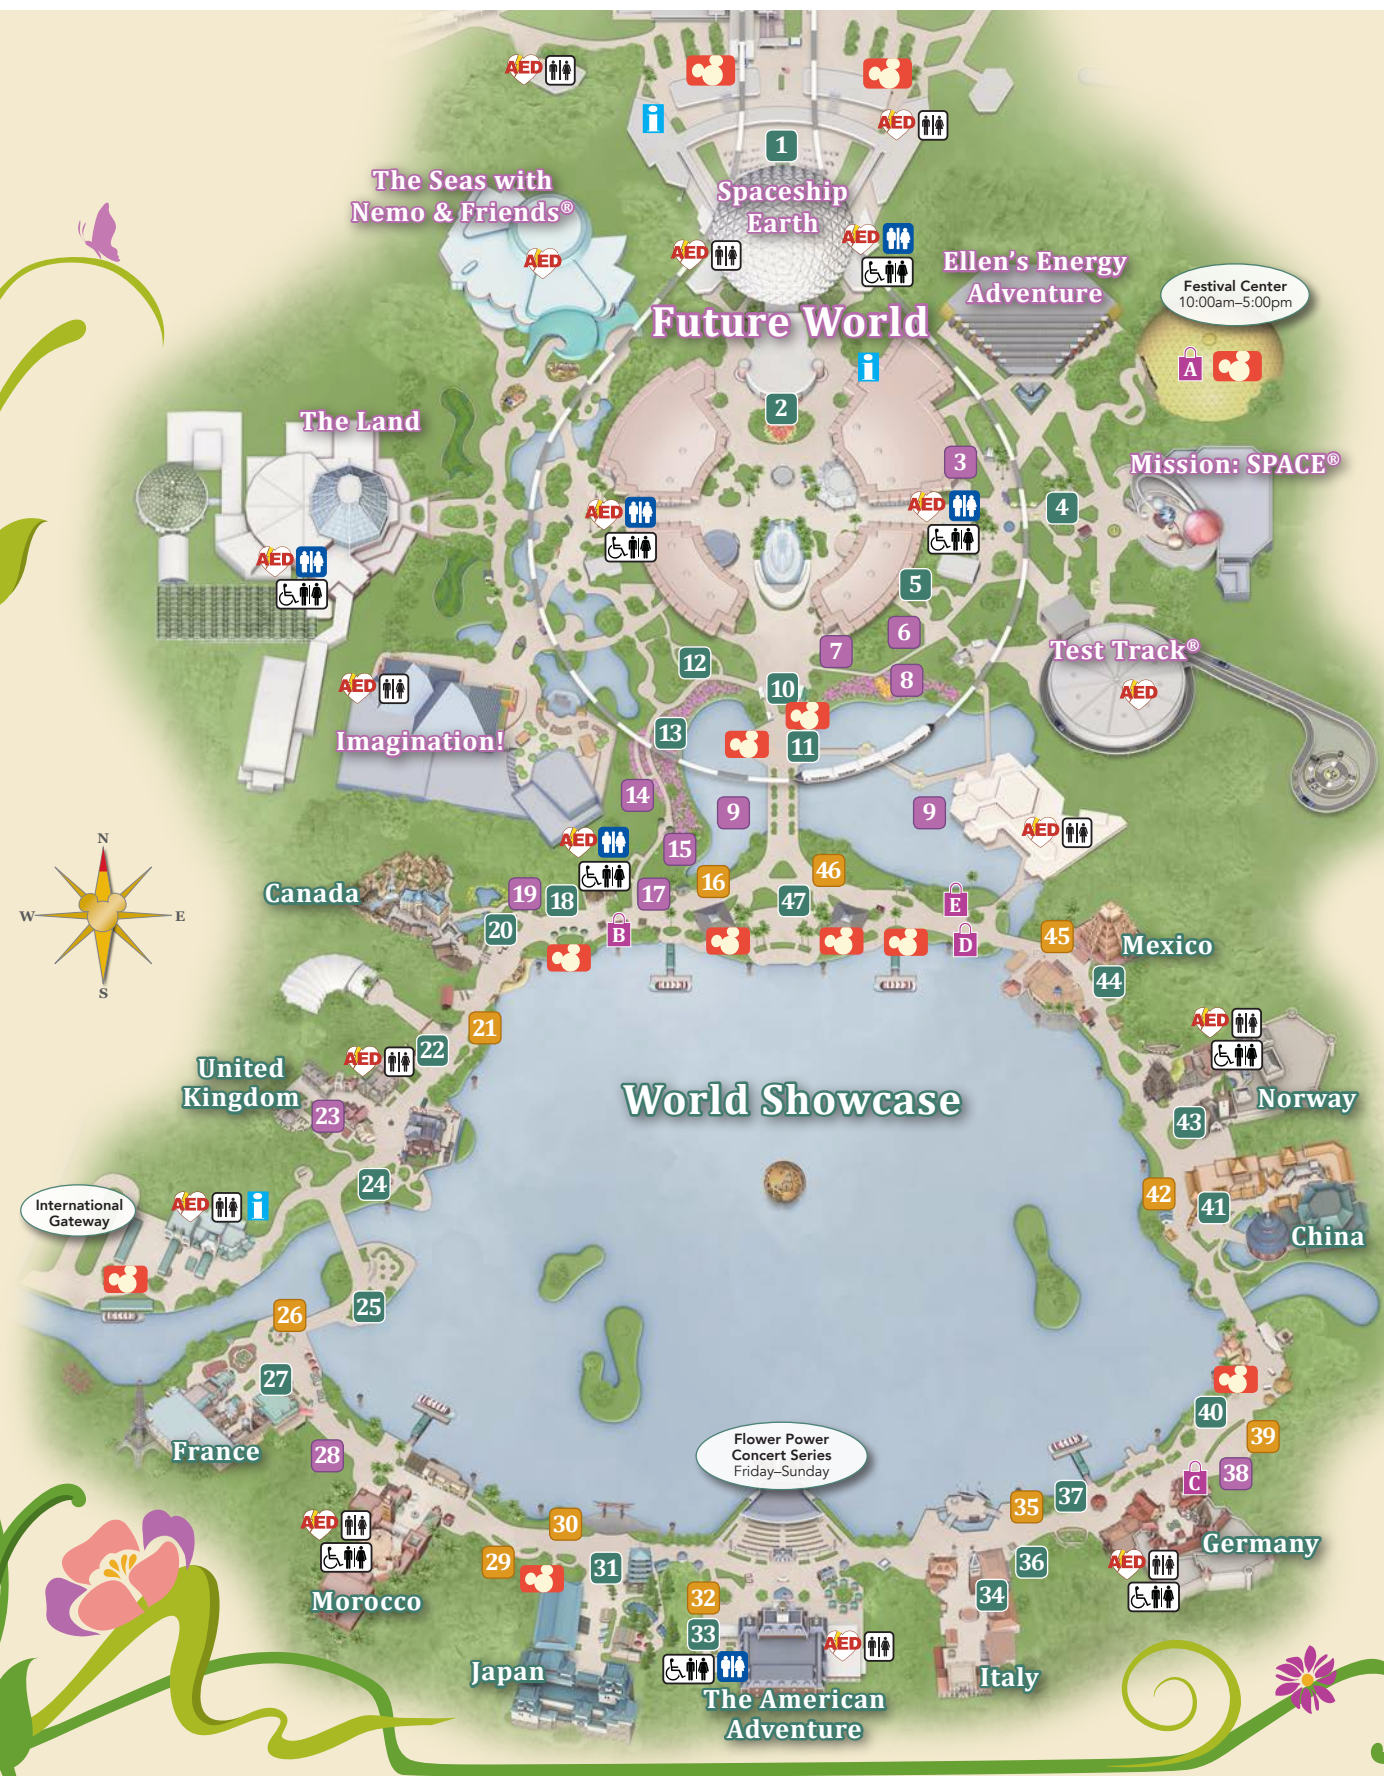 AED
AED
i
1
The Seas with
Nemo & Friends®
Spaceship
Earth
AED
AED
AED
Ellen's Energy
Adventure
Festival Center
10:00am–5:00pm
Future World
i
A
2
The Land
3
Mission: SPACE®
AED
AED
4
AED
5
6
7
Test Track®
12
8
AED
10
AED
Imagination!
13
11
14
9
9
AED
15
AED
N
W
E
S
16
46
Canada
19
18
17
47
E
20
B
D
45
Mexico
44
21
AED
22
AED
United
Kingdom
23
World Showcase
Norway
43
24
42
41
International
Gateway
AED
i
China
26
25
27
40
France
28
Flower Power
Concert Series
Friday–Sunday
39
C
38
37
35
AED
30
Germany
29
31
36
AED
Morocco
32
34
33
AED
Japan
Italy
The American
Adventure